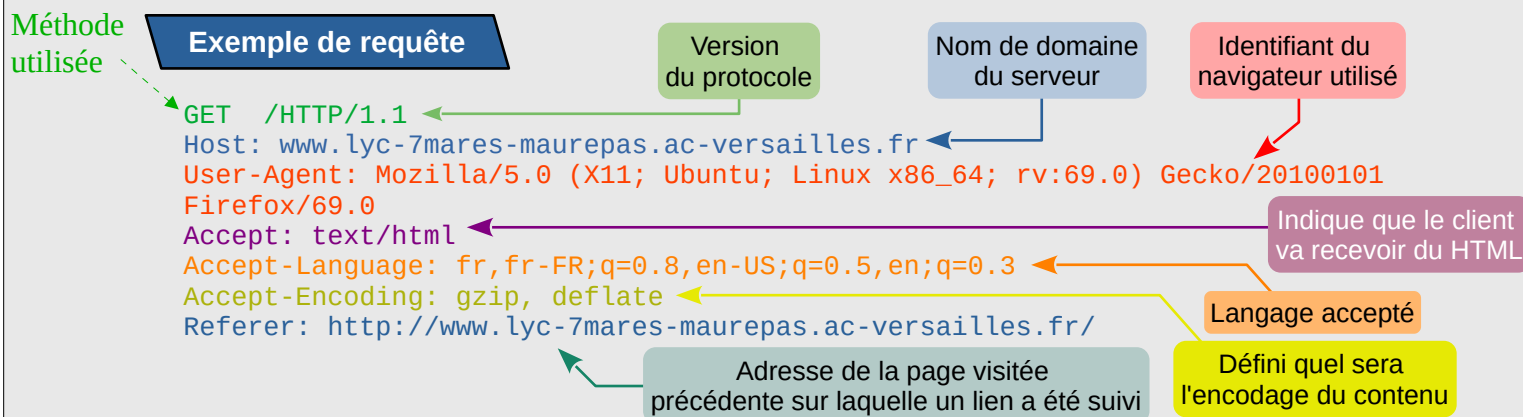 Méthode
utilisée
Exemple de requête
Version
du protocole
Nom de domaine
du serveur
Identifiant du
navigateur utilisé
GET  /HTTP/1.1
Host: www.lyc-7mares-maurepas.ac-versailles.fr
User-Agent: Mozilla/5.0 (X11; Ubuntu; Linux x86_64; rv:69.0) Gecko/20100101
Firefox/69.0
Accept: text/html
Indique que le client
va recevoir du HTML
Accept-Language: fr,fr-FR;q=0.8,en-US;q=0.5,en;q=0.3
Accept-Encoding: gzip, deflate
Langage accepté
Referer: http://www.lyc-7mares-maurepas.ac-versailles.fr/
Adresse de la page visitée
précédente sur laquelle un lien a été suivi
Défini quel sera
l'encodage du contenu